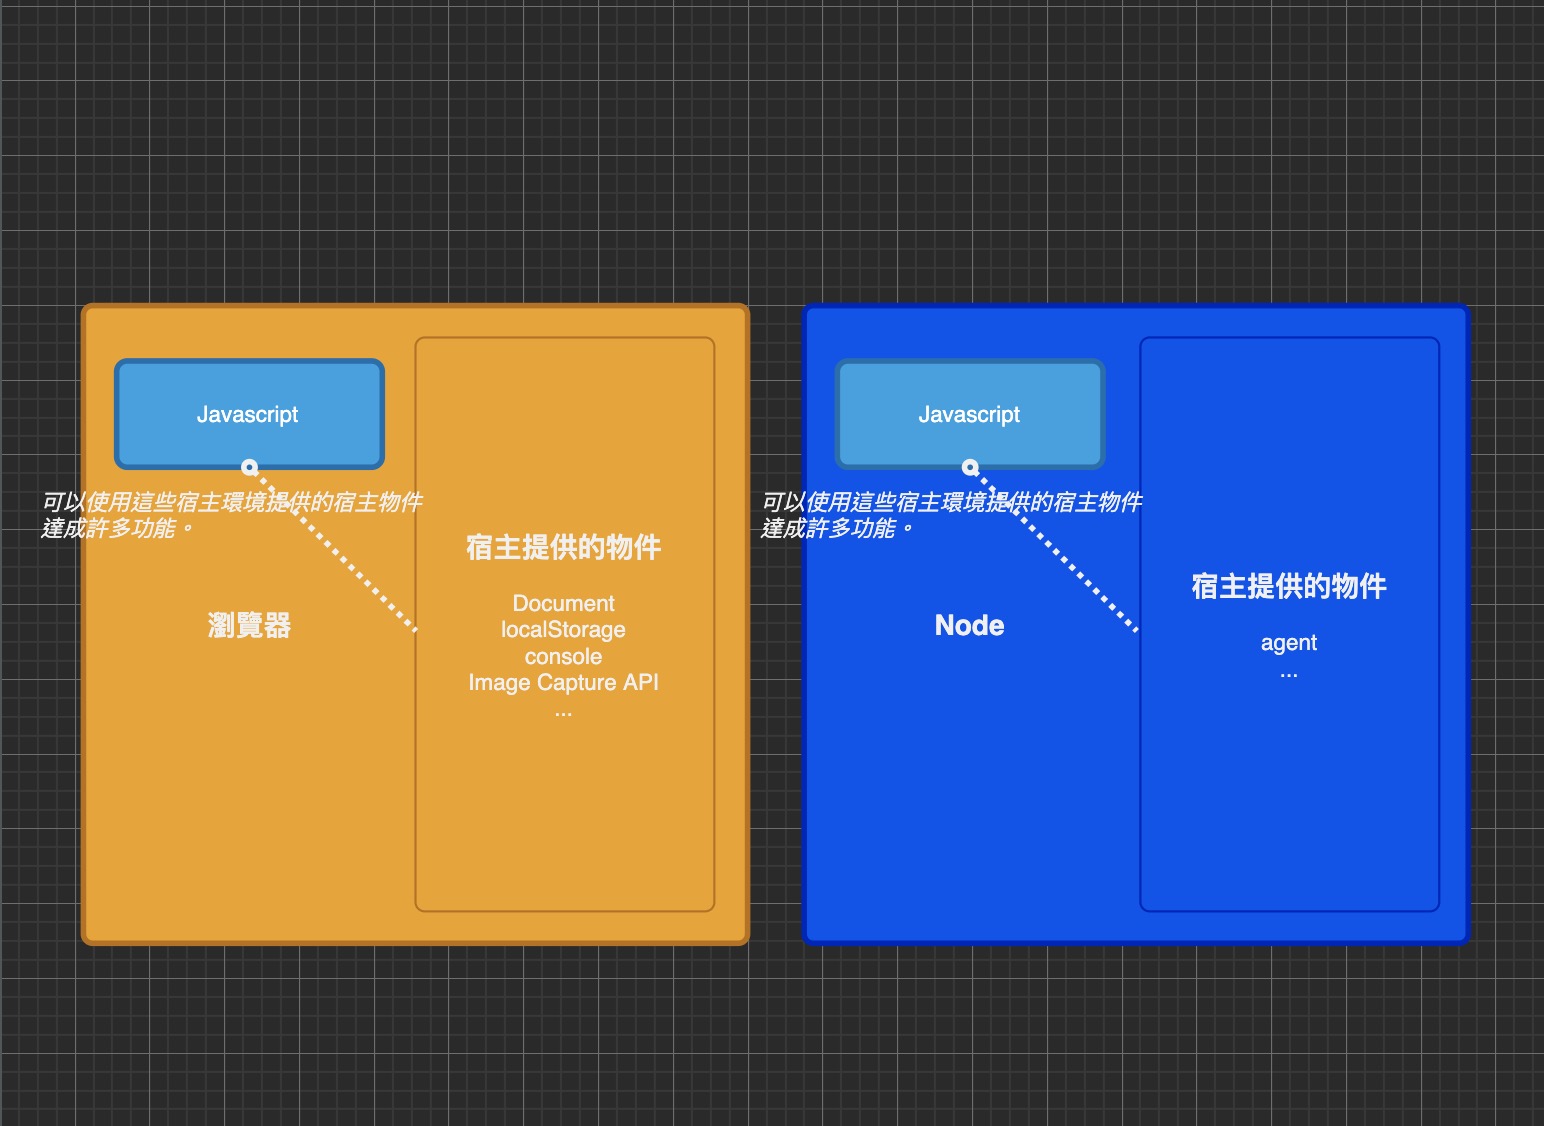 Javascript
可以使用這些宿主環境提供的宿主物件
達成許多功能。
瀏覽器
宿主提供的物件
Document
localStorage
console
Image Capture API
...
Javascript
可以使用這些宿主環境提供的宿主物件
達成許多功能。
Node
宿主提供的物件
agent
...